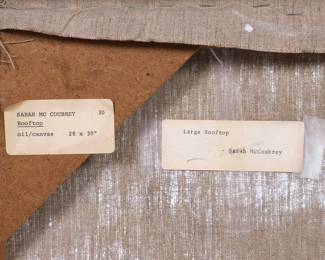 SARAH MC COUBREY 30
Rooftop
oil/canvas 28 x 30"
Large Rooftop
- Sarah McCoubrey